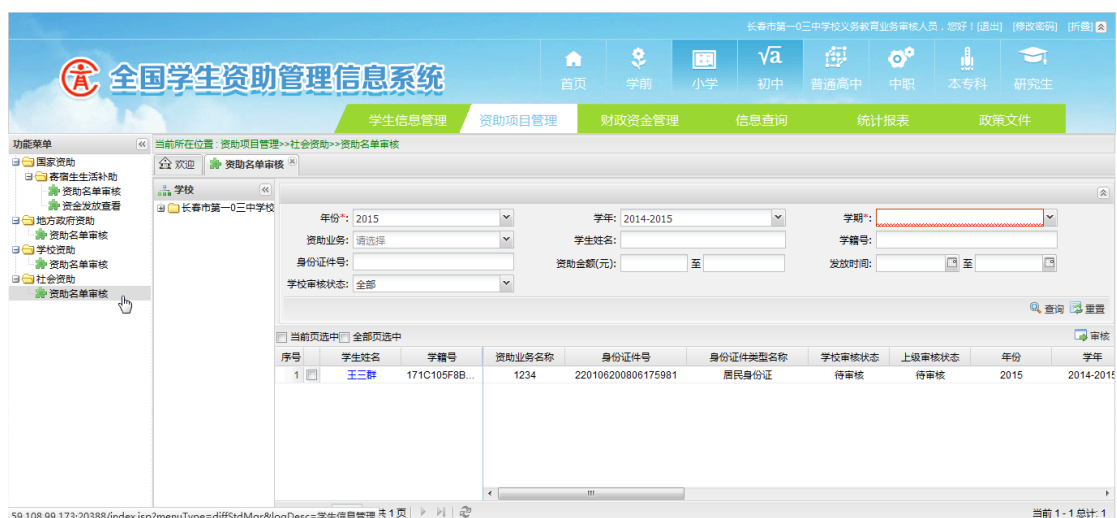 长春市第一0三中学校义务教育业务审核人员，您好！[退出] [修改密码] [折叠]
全国学生资助管理信息系统
首页 学前 小学 初中 普通高中 中职 本专科 研究生
√ā
学生信息管理 资助项目管理 财政资金管理 信息查询 统计报表 政策文件
功能菜单
当前所在位置：资助项目管理>>社会资助>>资助名单审核
国家资助
欢迎 资助名单审核
寄宿生生活补助
资助名单审核
资金发放查看
地方政府资助
资助名单审核
学校资助
资助名单审核
社会资助
资助名单审核
学校
长春市第一0三中学校
年份*: 2015 学年: 2014-2015 学期*:
资助业务: 请选择 学生姓名: 学籍号:
身份证件号: 资助金额(元): 至 发放时间: 至
学校审核状态: 全部
查询 重置
当前页选中 全部页选中 审核
序号 学生姓名 学籍号 资助业务名称 身份证件号 身份证件类型名称 学校审核状态 上级审核状态 年份 学年
1 王三群 171C105F8B... 1234 220106200806175981 居民身份证 待审核 待审核 2015 2014-2015
59.108.99.173:20388/index.jsp?menuType=diffStdMgr&logDesc=学生信息管理 共1页 当前 1 - 1 总计: 1